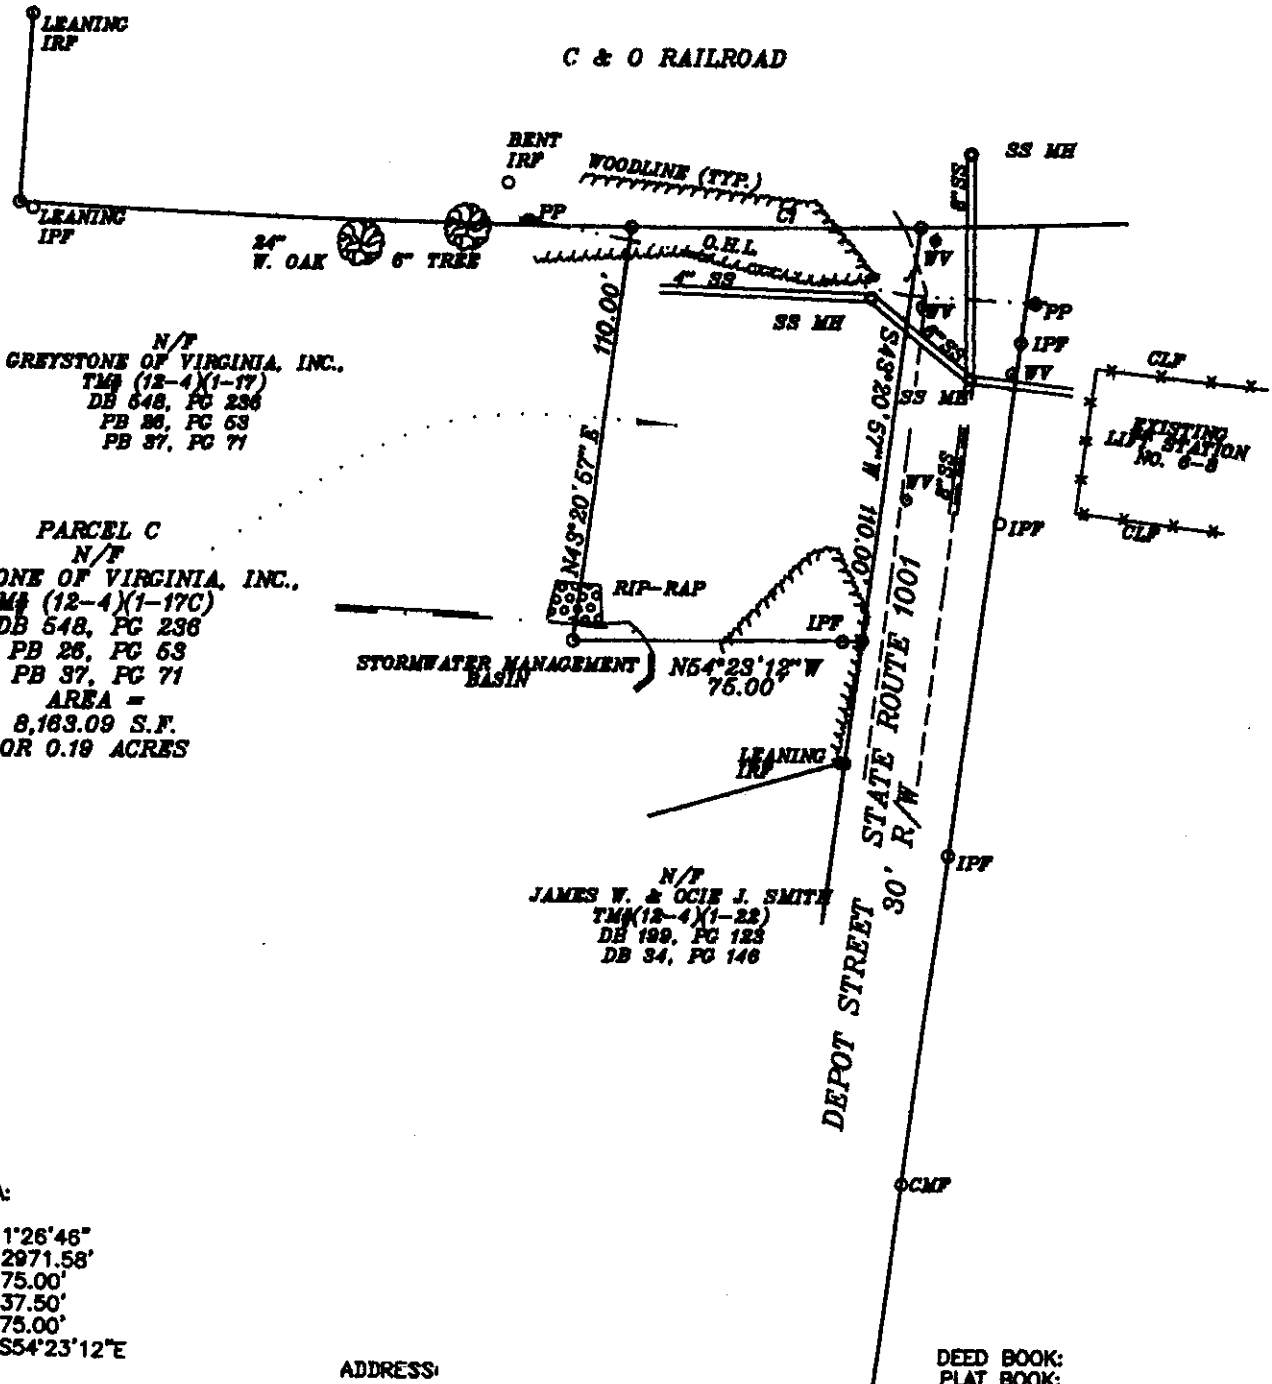 LEANING
IRF
C & O RAILROAD
BENT
IRF
WOODLINE (TYP.)
SS MH
8" SS
C1
LEANING
IPF
PP
24"
W. OAK
6" TREE
O.H.L.
WV
4" SS
110.00'
SS MH
WV
PP
IPF
WV
CLF
SS MH
N/F
GREYSTONE OF VIRGINIA, INC.,
TM# (12-4)(1-17)
DB 548, PG 236
PB 26, PG 53
PB 37, PG 71
S43°20'57"W 110.00'
EXISTING
LIFT STATION
NO. 6-8
N43°20'57"E
WV
8" SS
IPF
CLF
PARCEL C
N/F
ONE OF VIRGINIA, INC.,
M# (12-4)(1-17C)
DB 548, PG 236
PB 26, PG 53
PB 37, PG 71
AREA =
8,163.09 S.F.
OR 0.19 ACRES
RIP-RAP
IPF
STORMWATER MANAGEMENT
BASIN
N54°23'12"W
75.00'
LEANING
IRF
DEPOT STREET STATE ROUTE 1001
30' R/W
IPF
N/F
JAMES W. & OCIE J. SMITH
TM#(12-4)(1-22)
DB 199, PG 123
DB 34, PG 146
CMF
A:
1°26'46"
2971.58'
75.00'
37.50'
75.00'
S54°23'12"E
ADDRESS:
DEED BOOK:
PLAT BOOK: